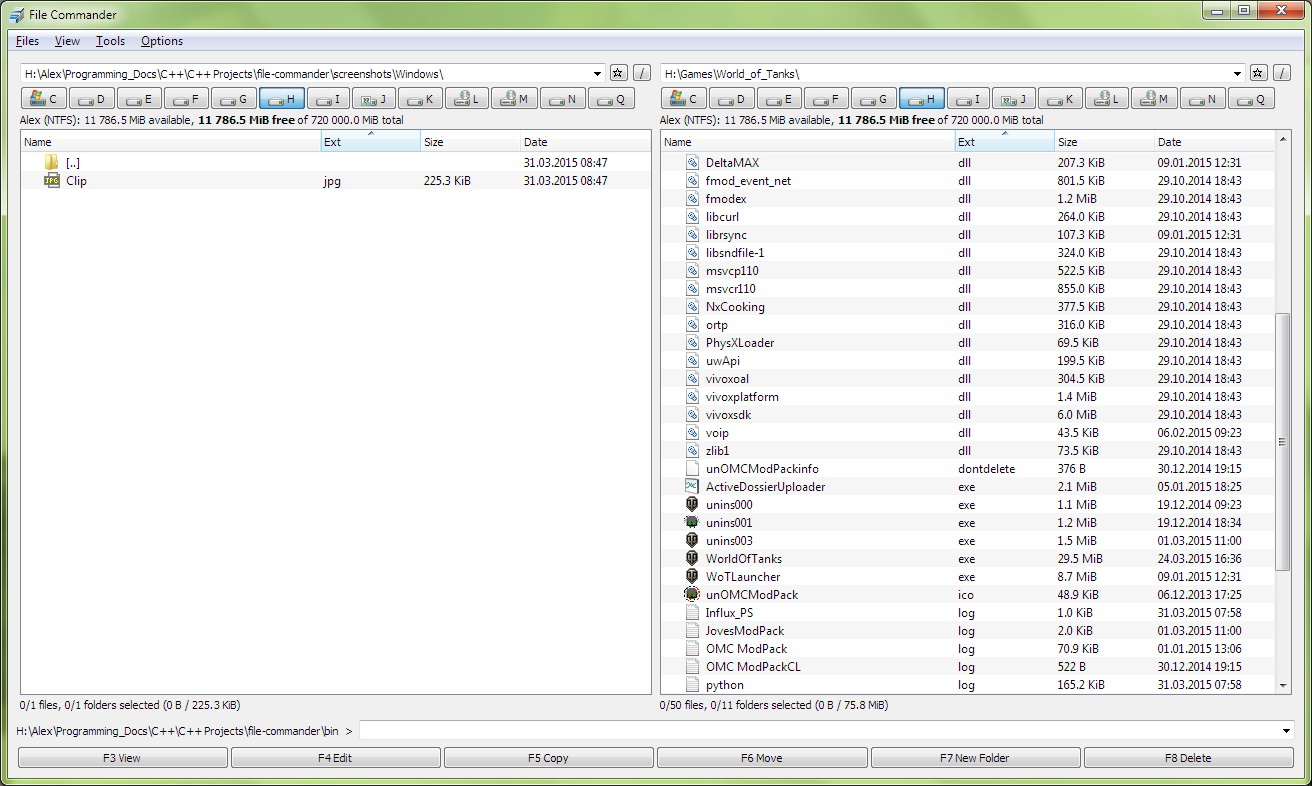 File Commander
Files View Tools Options
H:\Alex\Programming_Docs\C++\C++ Projects\file-commander\screenshots\Windows\
C D E F G H I J K L M N Q
Alex (NTFS): 11 786.5 MiB available, 11 786.5 MiB free of 720 000.0 MiB total
Name Ext Size Date
[..] 31.03.2015 08:47
Clip jpg 225.3 KiB 31.03.2015 08:47
0/1 files, 0/1 folders selected (0 B / 225.3 KiB)
H:\Games\World_of_Tanks\
C D E F G H I J K L M N Q
Alex (NTFS): 11 786.5 MiB available, 11 786.5 MiB free of 720 000.0 MiB total
Name Ext Size Date
DeltaMAX dll 207.3 KiB 09.01.2015 12:31
fmod_event_net dll 801.5 KiB 29.10.2014 18:43
fmodex dll 1.2 MiB 29.10.2014 18:43
libcurl dll 264.0 KiB 29.10.2014 18:43
librsync dll 107.3 KiB 09.01.2015 12:31
libsndfile-1 dll 324.0 KiB 29.10.2014 18:43
msvcp110 dll 522.5 KiB 29.10.2014 18:43
msvcr110 dll 855.0 KiB 29.10.2014 18:43
NxCooking dll 377.5 KiB 29.10.2014 18:43
ortp dll 316.0 KiB 29.10.2014 18:43
PhysXLoader dll 69.5 KiB 29.10.2014 18:43
uwApi dll 199.5 KiB 29.10.2014 18:43
vivoxoal dll 304.5 KiB 29.10.2014 18:43
vivoxplatform dll 1.4 MiB 29.10.2014 18:43
vivoxsdk dll 6.0 MiB 29.10.2014 18:43
voip dll 43.5 KiB 06.02.2015 09:23
zlib1 dll 73.5 KiB 29.10.2014 18:43
unOMCModPackinfo dontdelete 376 B 30.12.2014 19:15
ActiveDossierUploader exe 2.1 MiB 05.01.2015 18:25
unins000 exe 1.1 MiB 19.12.2014 09:23
unins001 exe 1.2 MiB 19.12.2014 18:34
unins003 exe 1.5 MiB 01.03.2015 11:00
WorldOfTanks exe 29.5 MiB 24.03.2015 16:36
WoTLauncher exe 8.7 MiB 09.01.2015 12:31
unOMCModPack ico 48.9 KiB 06.12.2013 17:25
Influx_PS log 1.0 KiB 31.03.2015 07:58
JovesModPack log 2.0 KiB 01.03.2015 11:00
OMC ModPack log 70.9 KiB 01.01.2015 13:06
OMC ModPackCL log 522 B 30.12.2014 19:15
python log 165.2 KiB 31.03.2015 07:58
0/50 files, 0/11 folders selected (0 B / 75.8 MiB)
H:\Alex\Programming_Docs\C++\C++ Projects\file-commander\bin >
F3 View F4 Edit F5 Copy F6 Move F7 New Folder F8 Delete